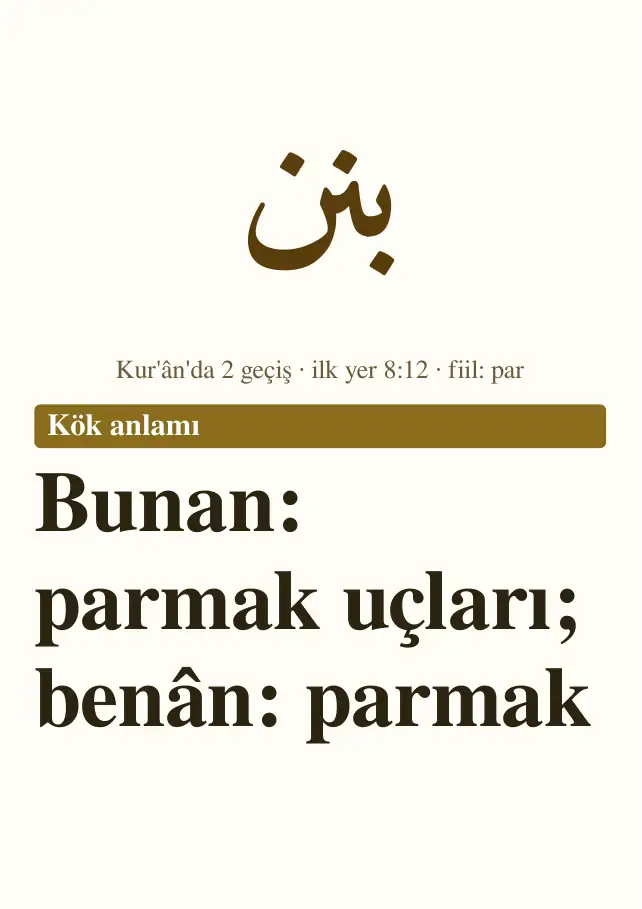 بنن
Kur'ân'da 2 geçiş · ilk yer 8:12 · fiil: par
Kök anlamı
Bunan:
parmak uçları;
benân: parmak